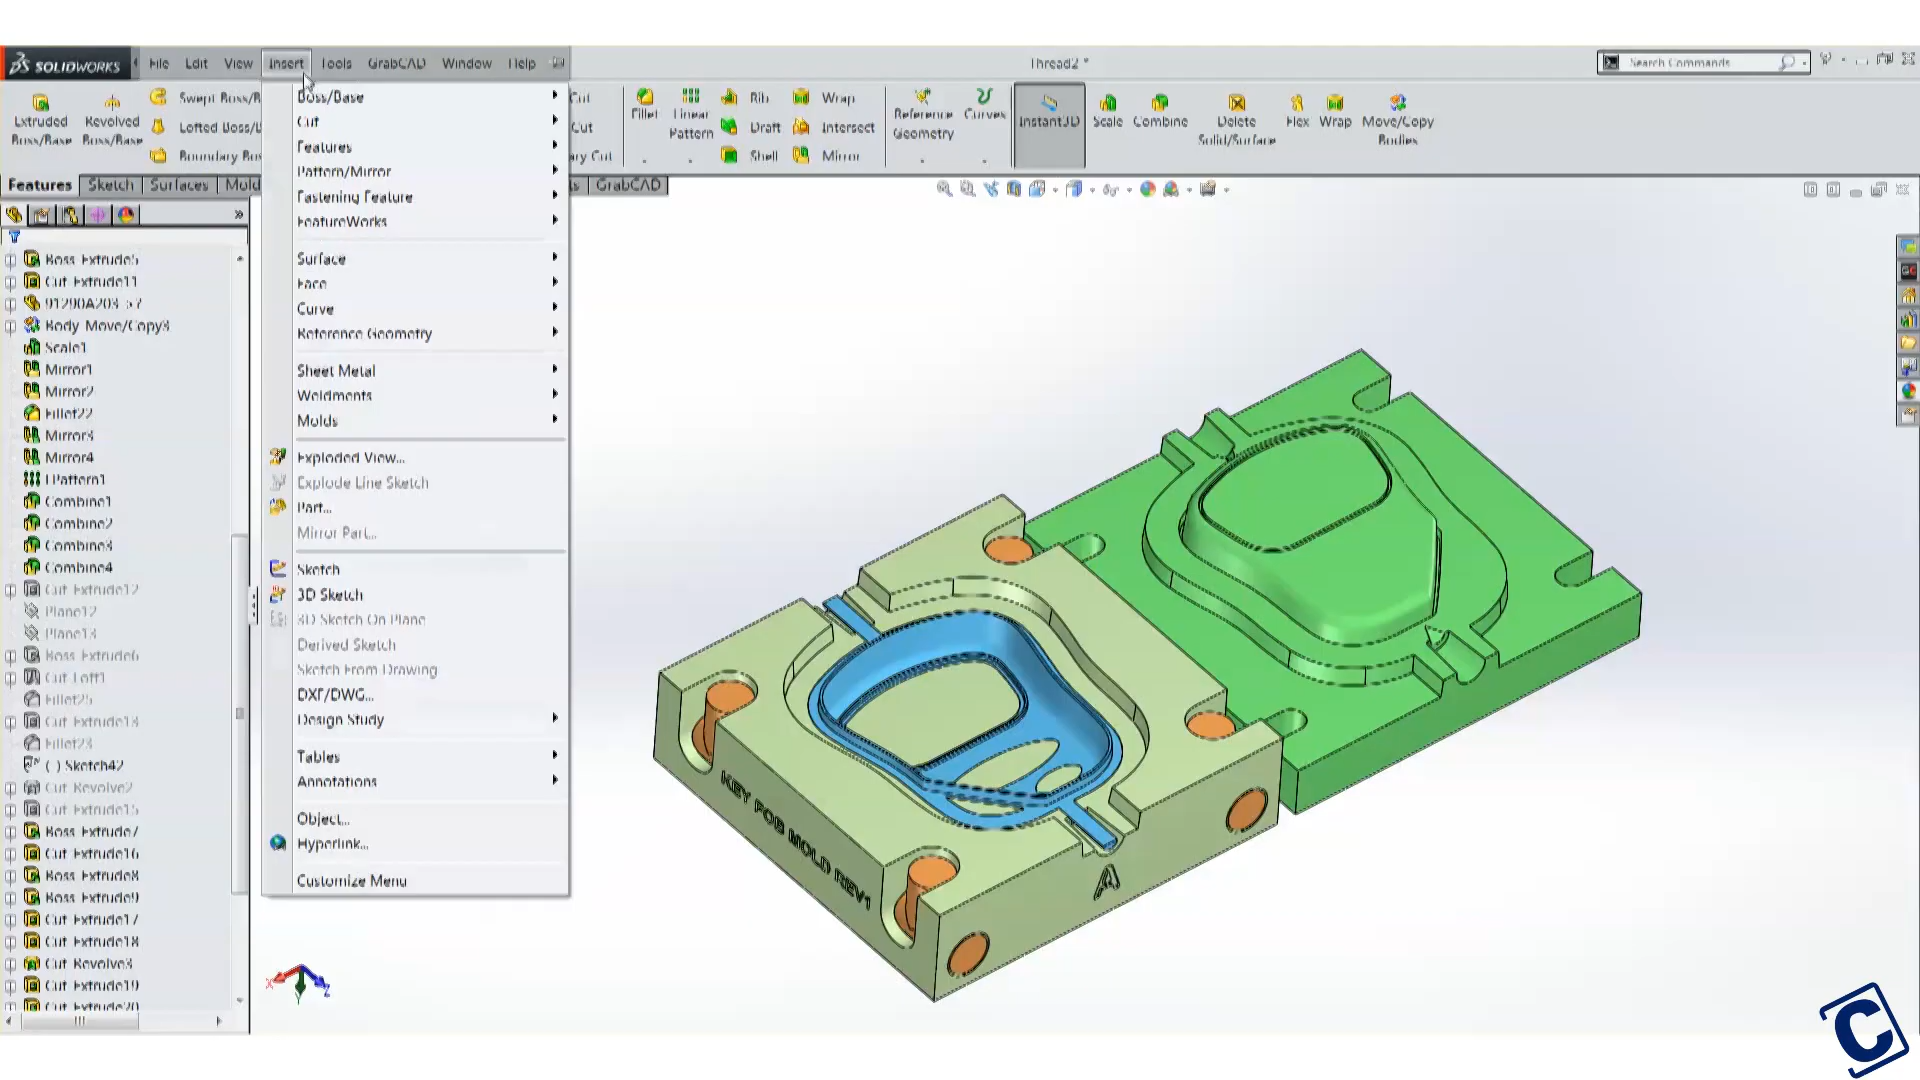 SOLIDWORKS File Edit View Insert Tools GrabCAD Window Help Thread2 * Search Commands
Extruded Boss/Base
Revolved Boss/Base
Swept Boss/B
Lofted Boss/B
Boundary Bos
Cut
Cut
ary Cut
Fillet
Linear Pattern
Rib
Draft
Shell
Wrap
Intersect
Mirror
Reference Geometry
Curves
Instant3D
Scale
Combine
Delete Solid/Surface
Flex
Wrap
Move/Copy Bodies
Features Sketch Surfaces Mold GrabCAD
Boss/Base
Cut
Features
Pattern/Mirror
Fastening Feature
FeatureWorks
Surface
Face
Curve
Reference Geometry
Sheet Metal
Weldments
Molds
Exploded View...
Explode Line Sketch
Part...
Mirror Part...
Sketch
3D Sketch
3D Sketch On Plane
Derived Sketch
Sketch From Drawing
DXF/DWG...
Design Study
Tables
Annotations
Object...
Hyperlink...
Customize Menu
Boss-Extrude5
Cut-Extrude11
91290A203->?
Body-Move/Copy3
Scale1
Mirror1
Mirror2
Fillet22
Mirror3
Mirror4
LPattern1
Combine1
Combine2
Combine3
Combine4
Cut-Extrude12
Plane12
Plane13
Boss-Extrude6
Cut-Loft1
Fillet25
Cut-Extrude13
Fillet23
(-) Sketch42
Cut-Revolve2
Cut-Extrude15
Boss-Extrude7
Cut-Extrude16
Boss-Extrude8
Boss-Extrude9
Cut-Extrude17
Cut-Extrude18
Cut-Revolve3
Cut-Extrude19
Cut-Extrude20
KEY FOB MOLD REV1
A
X
Y
Z
C